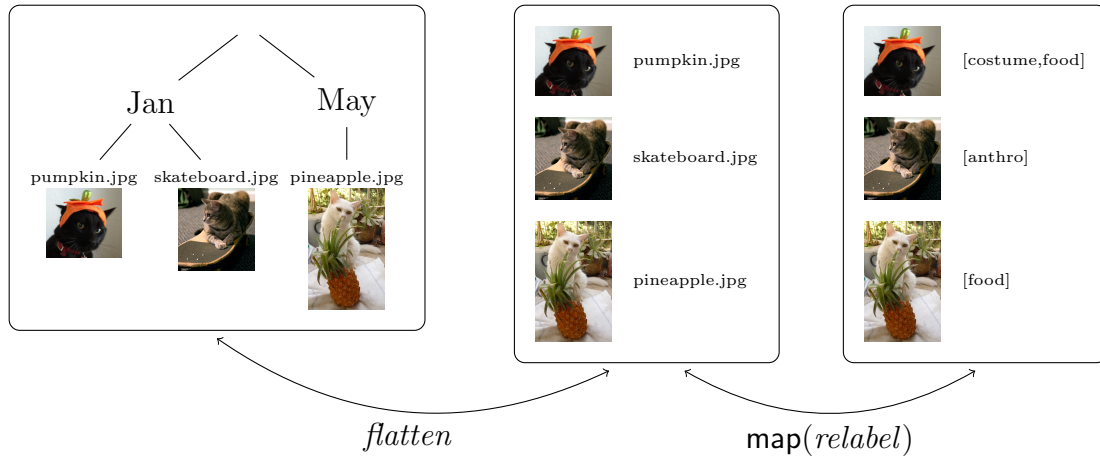 Jan
May
pumpkin.jpg
skateboard.jpg
pineapple.jpg
pumpkin.jpg
skateboard.jpg
pineapple.jpg
[costume,food]
[anthro]
[food]
flatten
map(relabel)